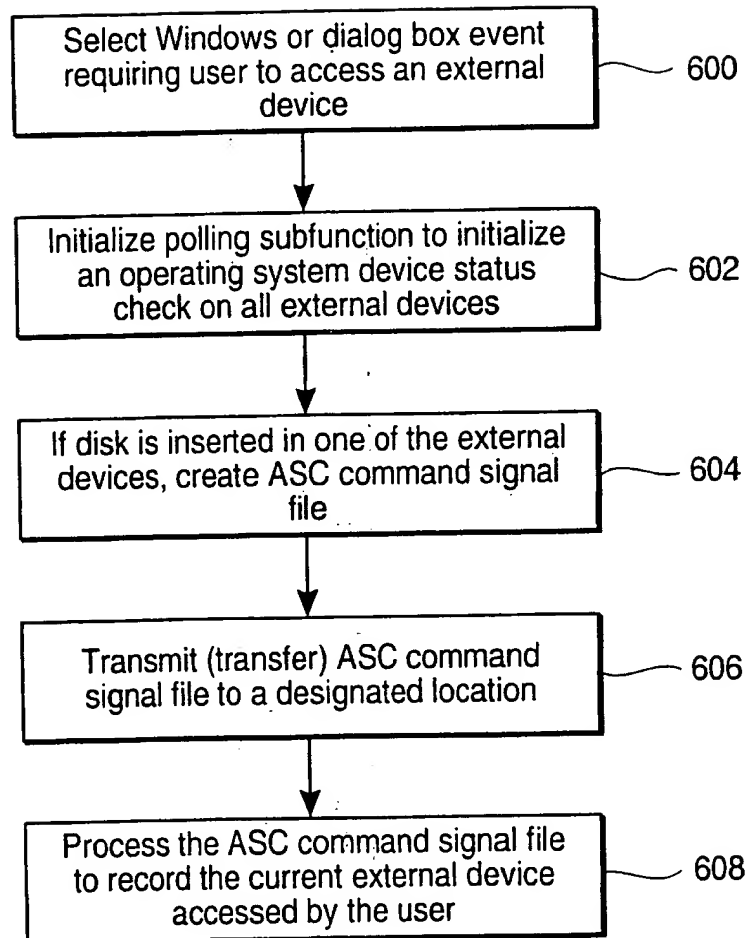 Select Windows or dialog box event
requiring user to access an external
device
600
Initialize polling subfunction to initialize
an operating system device status
check on all external devices
602
If disk is inserted in one of the external
devices, create ASC command signal
file
604
Transmit (transfer) ASC command
signal file to a designated location
606
Process the ASC command signal file
to record the current external device
accessed by the user
608